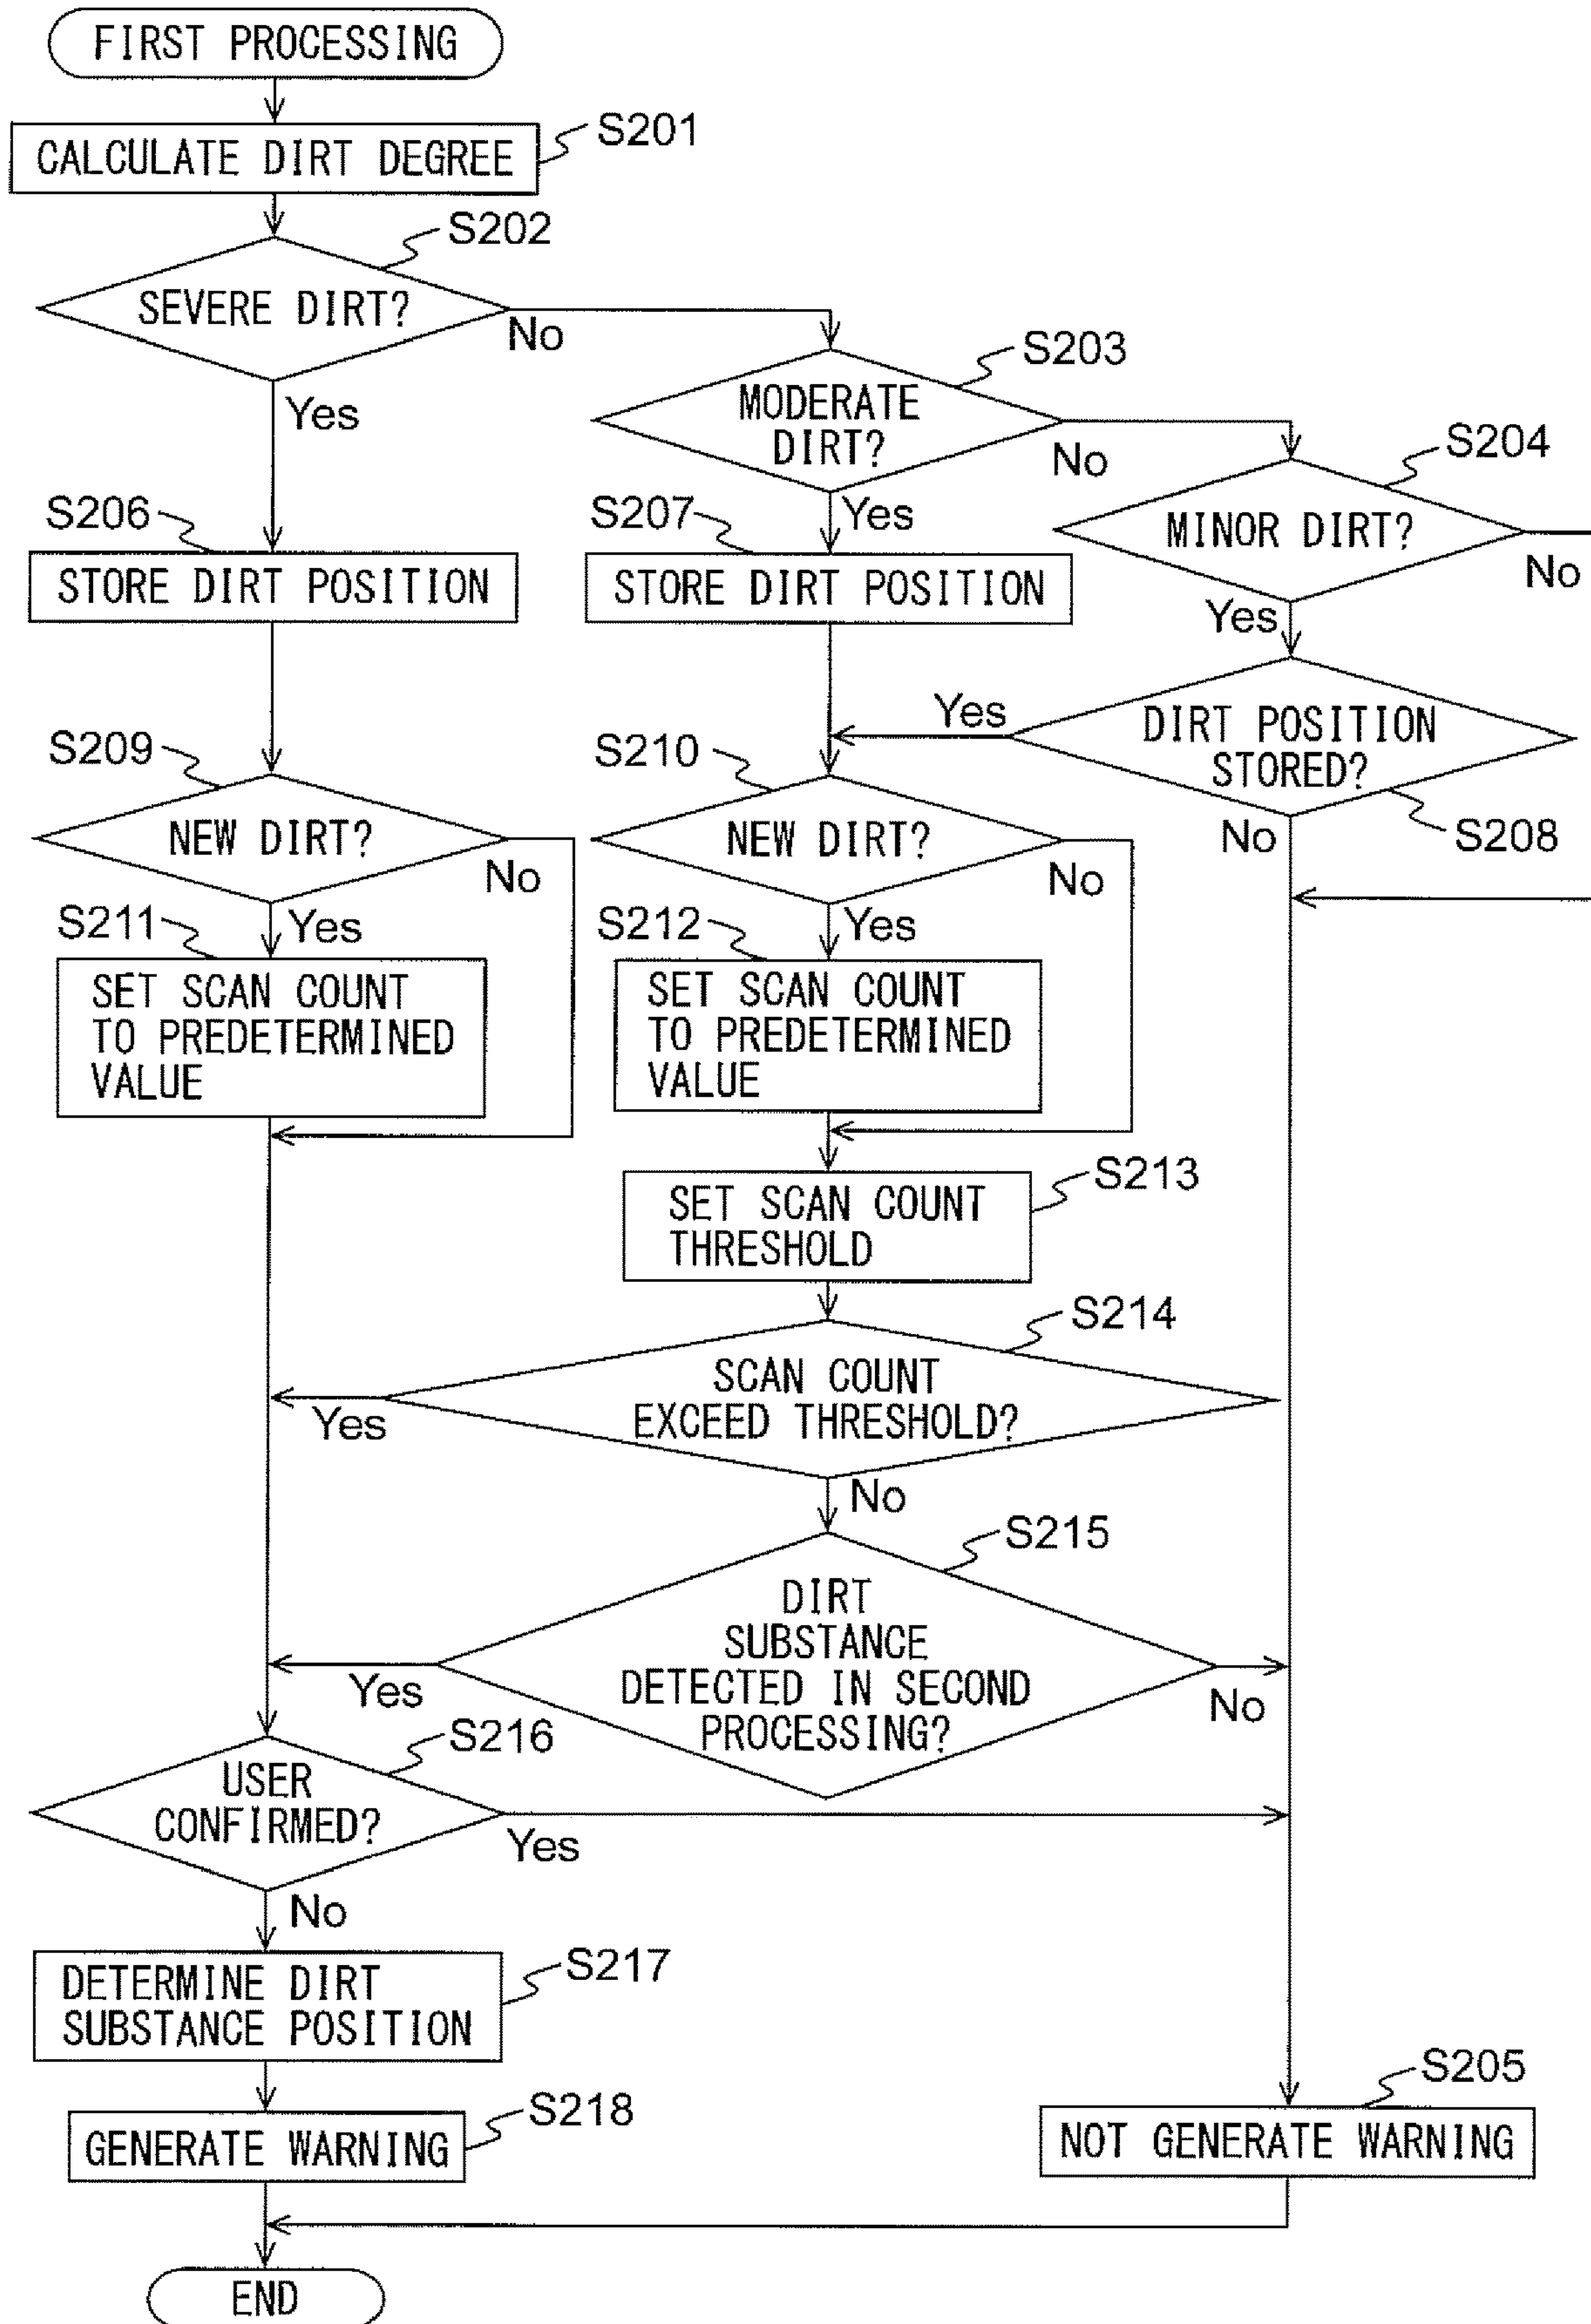 FIRST PROCESSING
S201
CALCULATE DIRT DEGREE
S202
SEVERE DIRT?
No
Yes
S203
MODERATE
DIRT?
No
Yes
S204
MINOR DIRT?
No
Yes
S206
STORE DIRT POSITION
S207
STORE DIRT POSITION
DIRT POSITION
STORED?
Yes
No
S208
S209
NEW DIRT?
No
Yes
S210
NEW DIRT?
No
Yes
S211
SET SCAN COUNT
TO PREDETERMINED
VALUE
S212
SET SCAN COUNT
TO PREDETERMINED
VALUE
S213
SET SCAN COUNT
THRESHOLD
S214
SCAN COUNT
EXCEED THRESHOLD?
Yes
No
S215
DIRT
SUBSTANCE
DETECTED IN SECOND
PROCESSING?
Yes
No
S216
USER
CONFIRMED?
Yes
No
S217
DETERMINE DIRT
SUBSTANCE POSITION
S218
GENERATE WARNING
S205
NOT GENERATE WARNING
END